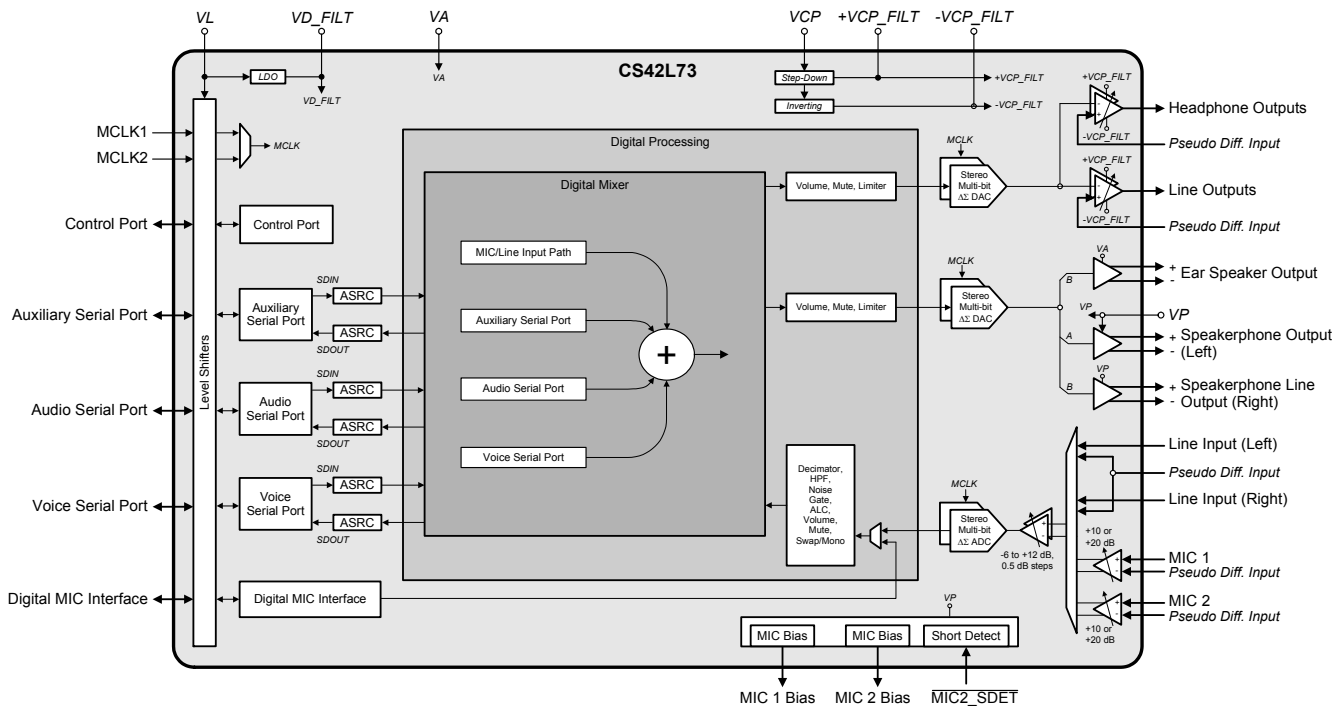 VL
VD_FILT
VA
VCP
+VCP_FILT
-VCP_FILT
CS42L73
LDO
VD_FILT
VA
Step-Down
+VCP_FILT
Inverting
-VCP_FILT
MCLK1
MCLK2
MCLK
Level Shifters
Control Port
Control Port
Auxiliary Serial Port
Auxiliary
Serial Port
SDIN
ASRC
ASRC
SDOUT
Audio Serial Port
Audio
Serial Port
SDIN
ASRC
ASRC
SDOUT
Voice Serial Port
Voice
Serial Port
SDIN
ASRC
ASRC
SDOUT
Digital MIC Interface
Digital MIC Interface
Digital Processing
Digital Mixer
MIC/Line Input Path
Auxiliary Serial Port
Audio Serial Port
Voice Serial Port
+
Volume, Mute, Limiter
MCLK
Stereo
Multi-bit
ΔΣ DAC
Volume, Mute, Limiter
MCLK
Stereo
Multi-bit
ΔΣ DAC
Decimator,
HPF,
Noise
Gate,
ALC,
Volume,
Mute,
Swap/Mono
MCLK
Stereo
Multi-bit
ΔΣ ADC
-6 to +12 dB,
0.5 dB steps
+VCP_FILT
-
+
-VCP_FILT
Headphone Outputs
Pseudo Diff. Input
+VCP_FILT
-
+
-VCP_FILT
Line Outputs
Pseudo Diff. Input
VA
B
+
-
Ear Speaker Output
VP
A
+ Speakerphone Output
- (Left)
VP
B
+ Speakerphone Line
- Output (Right)
Line Input (Left)
Pseudo Diff. Input
Line Input (Right)
+
-
+10 or
+20 dB
+
-
MIC 1
Pseudo Diff. Input
+
-
MIC 2
Pseudo Diff. Input
+10 or
+20 dB
VP
MIC Bias
MIC Bias
Short Detect
MIC 1 Bias
MIC 2 Bias
MIC2_SDET